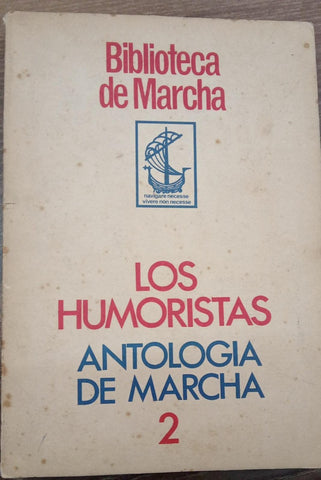 Biblioteca
de Marcha
navigare necesse
vivere non necesse
LOS
HUMORISTAS
ANTOLOGIA
DE MARCHA
2